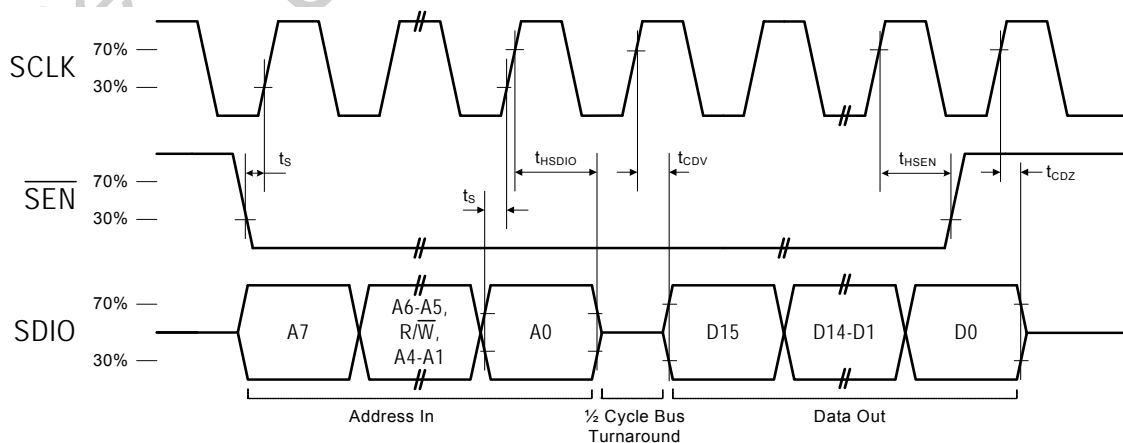 SCLK
70%
30%
SEN
70%
30%
tS
tS
tHSDIO
tCDV
tHSEN
tCDZ
SDIO
70%
30%
A7
A6-A5,
R/W,
A4-A1
A0
D15
D14-D1
D0
Address In
½ Cycle Bus
Turnaround
Data Out